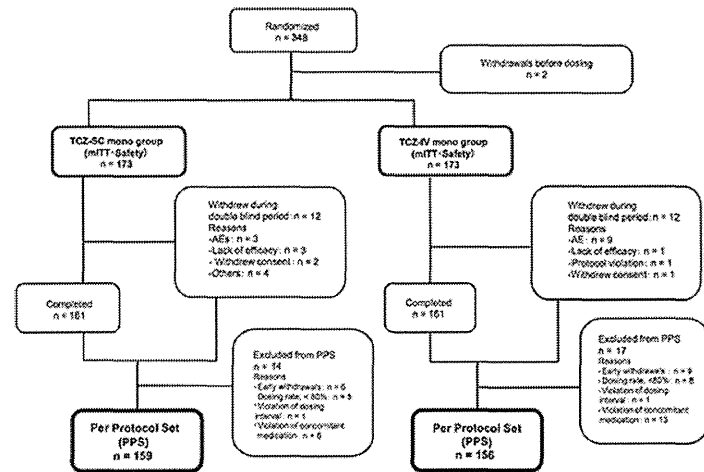 Randomized
n = 348
Withdrawals before dosing
n = 2
TCZ-SC mono group
(mITT·Safety)
n = 173
TCZ-IV mono group
(mITT·Safety)
n = 173
Withdrew during
double blind period: n = 12
Reasons
-AEs: n = 3
-Lack of efficacy: n = 3
- Withdrew consent: n = 2
-Others: n = 4
Withdrew during
double blind period: n = 12
Reasons
-AE: n = 9
-Lack of efficacy: n = 1
-Protocol violation: n = 1
-Withdrew consent: n = 1
Completed
n = 161
Completed
n = 161
Excluded from PPS
n = 14
Reasons
-Early withdrawals: n = 6
Dosing rate, <80%: n =
-Violation of dosing
interval: n = 1
-Violation of concomitant
medication: n = 6
Excluded from PPS
n = 17
Reasons
-Early withdrawals: n = 9
-Dosing rate, <80%: n = 8
-Violation of dosing
interval: n = 1
-Violation of concomitant
medication: n = 13
Per Protocol Set
(PPS)
n = 159
Per Protocol Set
(PPS)
n = 156